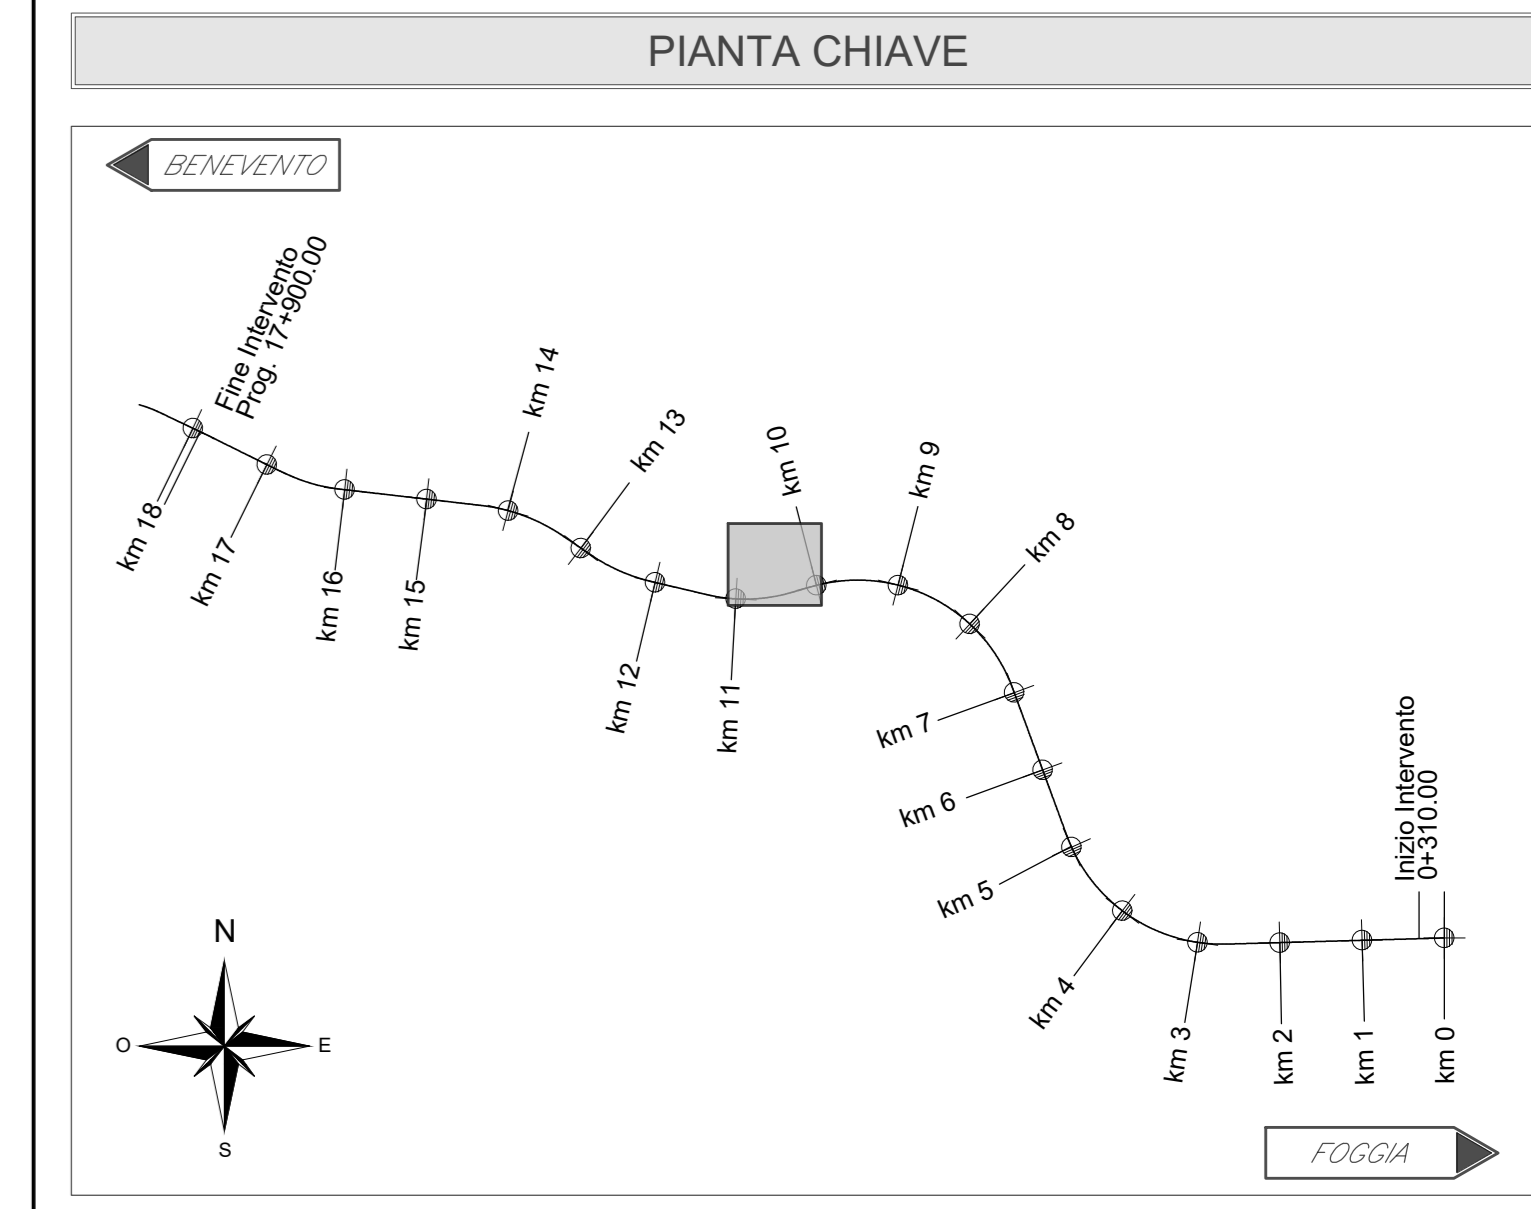 PIANTA CHIAVE
BENEVENTO
Fine Intervento
Prog. 17+900.00
km 18
km 17
km 16
km 15
km 14
km 13
km 12
km 11
km 10
km 9
km 8
km 7
km 6
km 5
km 4
km 3
km 2
km 1
km 0
Inizio Intervento
0+310.00
N
O
E
S
FOGGIA